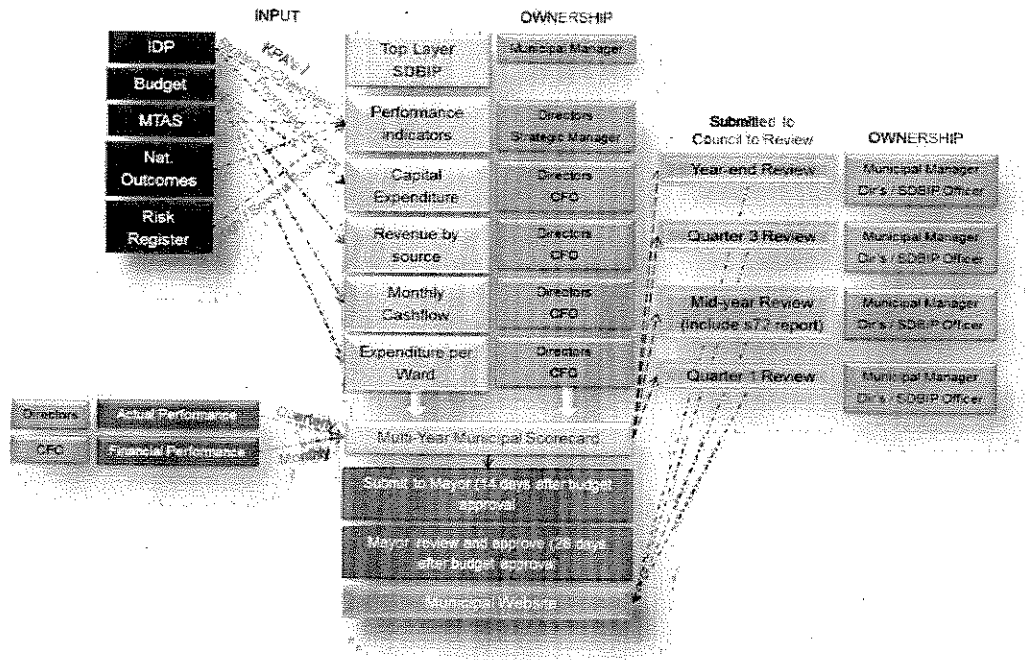 INPUT
OWNERSHIP
IDP
Budget
MTAS
Nat.
Outcomes
Risk
Register
KPA's /
Top Layer
SDBIP
Municipal Manager
Performance
indicators
Directors
Strategic Manager
Capital
Expenditure
Directors
CFO
Revenue by
source
Directors
CFO
Monthly
Cashflow
Directors
CFO
Expenditure per
Ward
Directors
CFO
Submitted to
Council to Review
OWNERSHIP
Year-end Review
Municipal Manager
Dir's / SDBIP Officer
Quarter 3 Review
Municipal Manager
Dir's / SDBIP Officer
Mid-year Review
(include s72 report)
Municipal Manager
Dir's / SDBIP Officer
Quarter 1 Review
Municipal Manager
Dir's / SDBIP Officer
Directors
Actual Performance
CFO
Financial Performance
Multi-Year Municipal Scorecard
Submit to Mayor (14 days after budget
approval
Mayor review and approve (28 days
after budget approval
Municipal Website